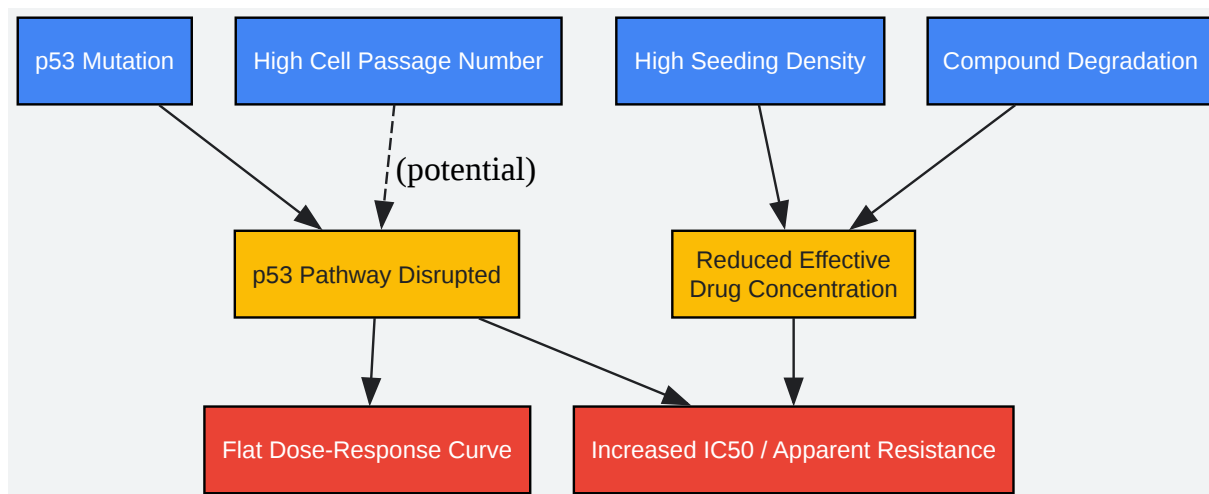 p53 Mutation
High Cell Passage Number
High Seeding Density
Compound Degradation
(potential)
p53 Pathway Disrupted
Reduced Effective
Drug Concentration
Flat Dose-Response Curve
Increased IC50 / Apparent Resistance